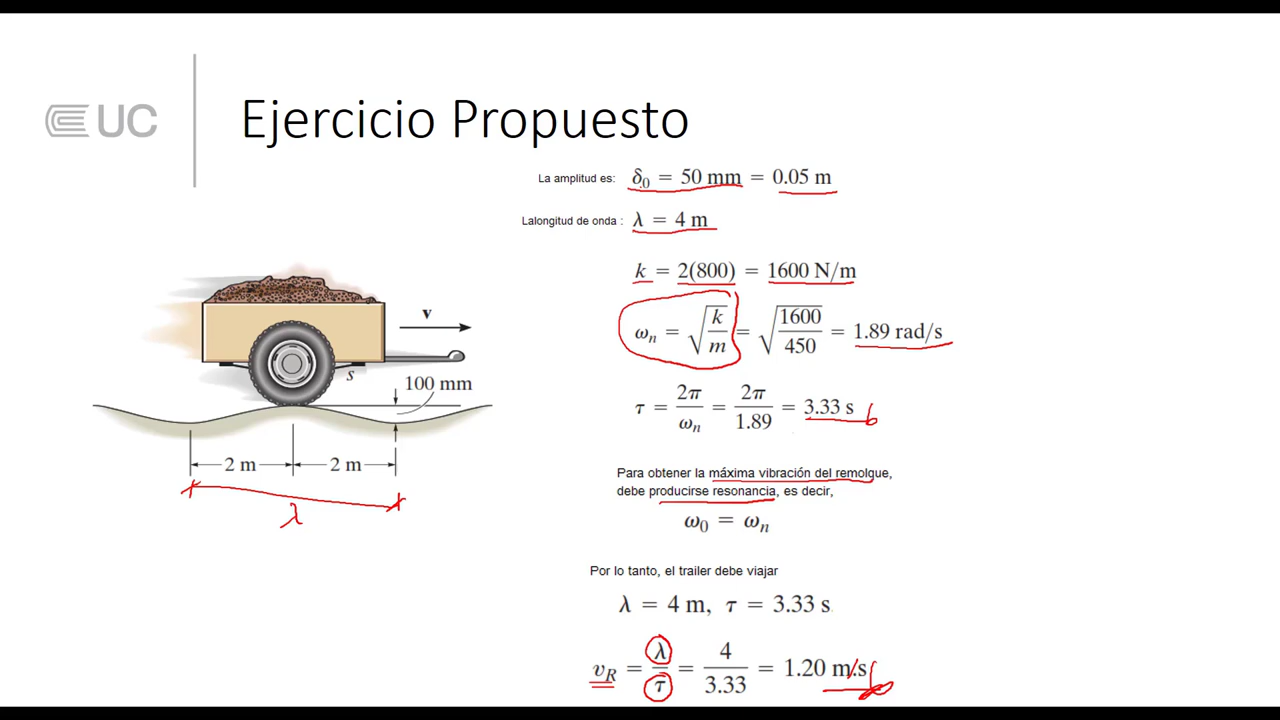 UC
Ejercicio Propuesto
La amplitud es: δ₀ = 50 mm = 0.05 m
Lalongitud de onda : λ = 4 m
k = 2(800) = 1600 N/m
ωₙ = √(k/m) = √(1600/450) = 1.89 rad/s
τ = 2π/ωₙ = 2π/1.89 = 3.33 s
Para obtener la máxima vibración del remolque,
debe producirse resonancia, es decir,
ω₀ = ωₙ
Por lo tanto, el trailer debe viajar
λ = 4 m, τ = 3.33 s
v_R = λ/τ = 4/3.33 = 1.20 m/s
v
s
100 mm
2 m 2 m
λ